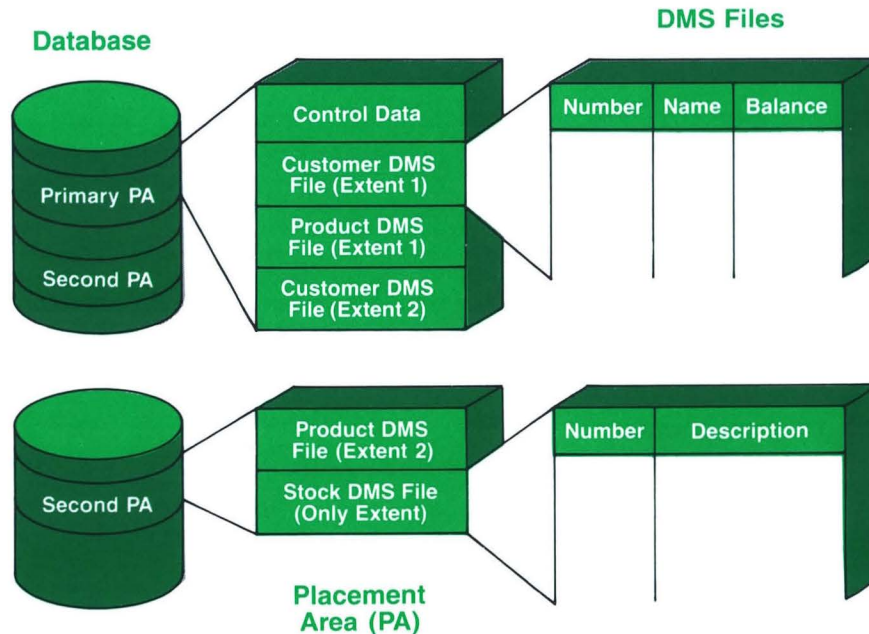 Database
DMS Files
Control Data
Number
Name
Balance
Customer DMS
File (Extent 1)
Primary PA
Product DMS
File (Extent 1)
Second PA
Customer DMS
File (Extent 2)
Product DMS
File (Extent 2)
Number
Description
Second PA
Stock DMS File
(Only Extent)
Placement
Area (PA)